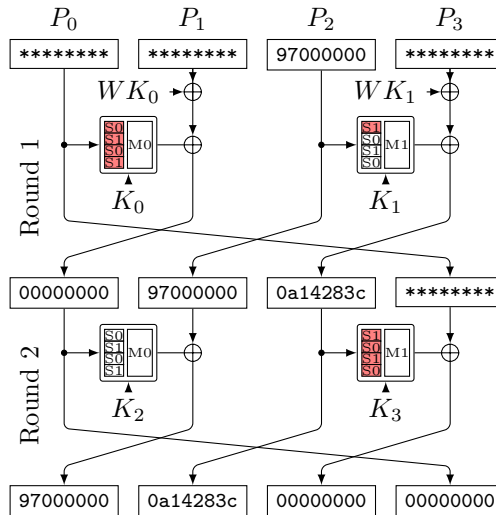 P0 P1 P2 P3
******** ******** 97000000 ********
WK0 WK1
S0 S1 S0 S1 M0 S1 S0 S1 S0 M1
K0 K1
Round 1
00000000 97000000 0a14283c ********
S0 S1 S0 S1 M0 S1 S0 S1 S0 M1
K2 K3
Round 2
97000000 0a14283c 00000000 00000000